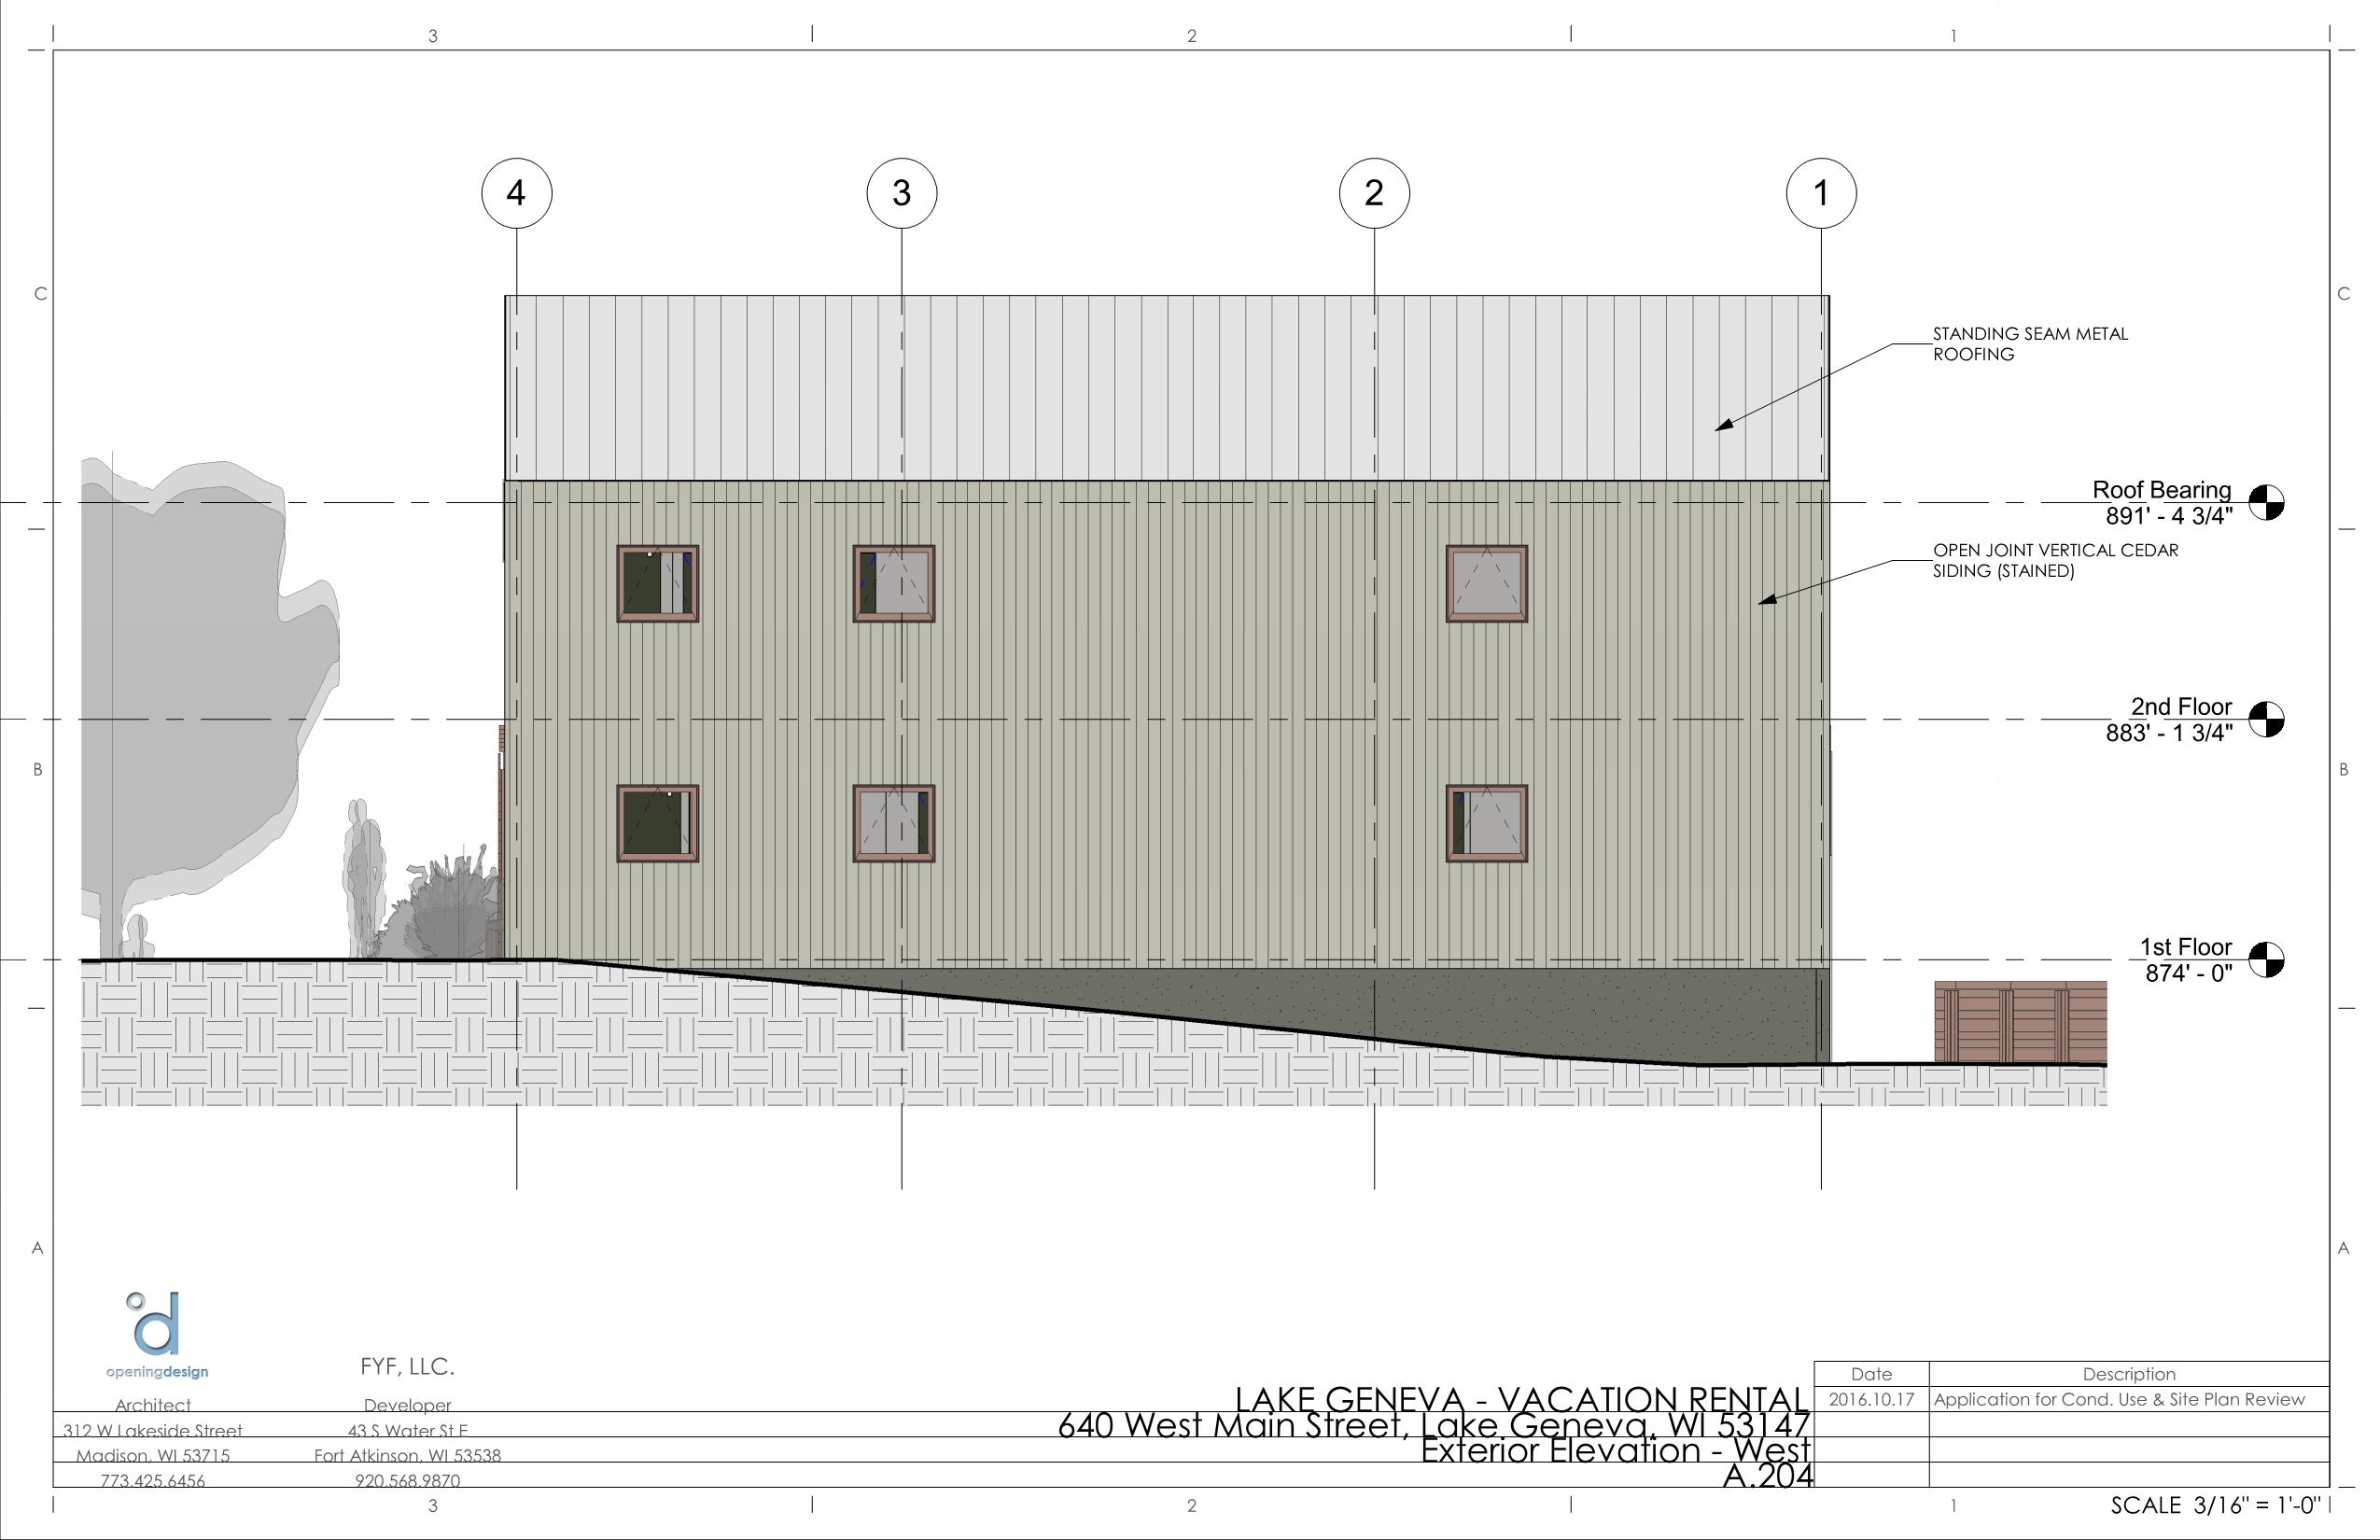 3 2 1
4 3 2 1
C C
STANDING SEAM METAL
ROOFING
Roof Bearing
891' - 4 3/4"
OPEN JOINT VERTICAL CEDAR
SIDING (STAINED)
2nd Floor
883' - 1 3/4"
B B
1st Floor
874' - 0"
A A
openingdesign
Architect
312 W Lakeside Street
Madison, WI 53715
773.425.6456
FYF, LLC.
Developer
43 S Water St E
Fort Atkinson, WI 53538
920.568.9870
LAKE GENEVA - VACATION RENTAL
640 West Main Street, Lake Geneva, WI 53147
Exterior Elevation - West
A.204
Date Description
2016.10.17 Application for Cond. Use & Site Plan Review
3 2 1
SCALE 3/16" = 1'-0"